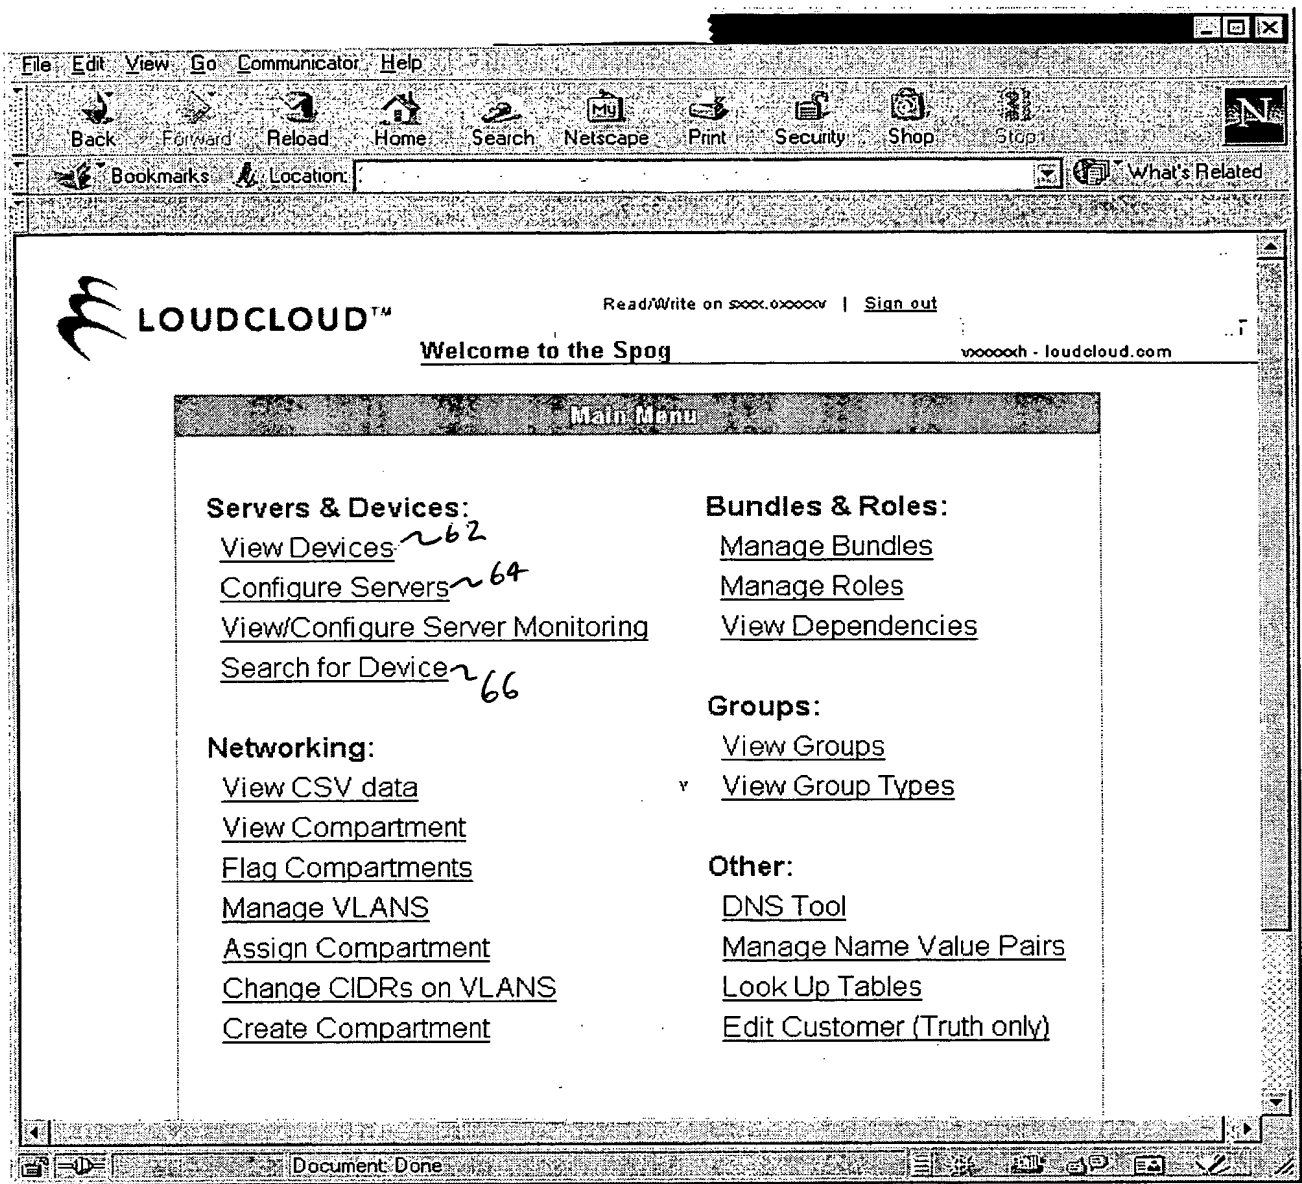 File Edit View Go Communicator Help
Back Forward Reload Home Search Netscape Print Security Shop Stop
My
N
Bookmarks Location: What's Related
LOUDCLOUD™
Read/Write on | Sign out
Welcome to the Spog
- loudcloud.com
Main Menu
Servers & Devices:
View Devices 62
Configure Servers 64
View/Configure Server Monitoring
Search for Device 66
Networking:
View CSV data
View Compartment
Flag Compartments
Manage VLANS
Assign Compartment
Change CIDRs on VLANS
Create Compartment
Bundles & Roles:
Manage Bundles
Manage Roles
View Dependencies
Groups:
View Groups
View Group Types
Other:
DNS Tool
Manage Name Value Pairs
Look Up Tables
Edit Customer (Truth only)
Document: Done